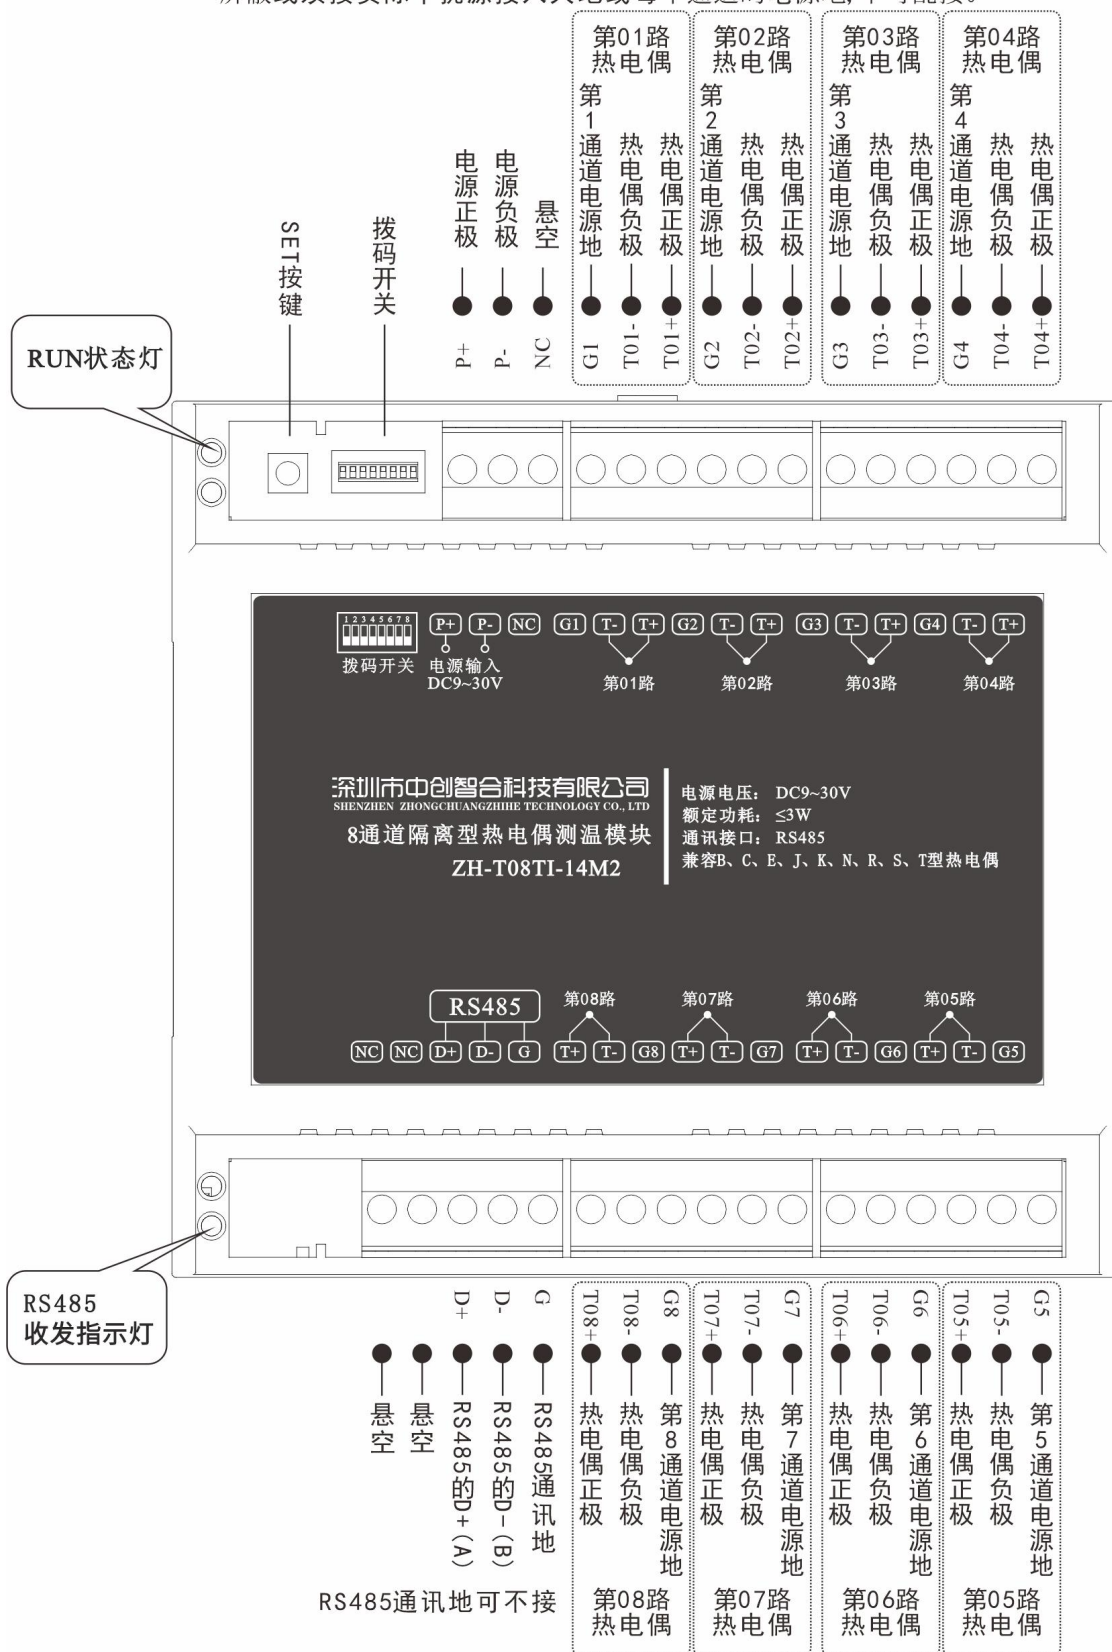 第01路
热电偶
第02路
热电偶
第03路
热电偶
第04路
热电偶
SET按键
拨码开关
电源正极
电源负极
悬空
第1通道电源地
热电偶负极
热电偶正极
第2通道电源地
热电偶负极
热电偶正极
第3通道电源地
热电偶负极
热电偶正极
第4通道电源地
热电偶负极
热电偶正极
P+
P-
NC
G1
T01-
T01+
G2
T02-
T02+
G3
T03-
T03+
G4
T04-
T04+
RUN状态灯
1 2 3 4 5 6 7 8
P+ P- NC G1 T- T+ G2 T- T+ G3 T- T+ G4 T- T+
拨码开关
电源输入
DC9~30V
第01路 第02路 第03路 第04路
深圳市中创智合科技有限公司
SHENZHEN ZHONGCHUANGZHIHE TECHNOLOGY CO., LTD
8通道隔离型热电偶测温模块
ZH-T08TI-14M2
电源电压: DC9~30V
额定功耗: ≤3W
通讯接口: RS485
兼容B、C、E、J、K、N、R、S、T型热电偶
RS485 第08路 第07路 第06路 第05路
NC NC D+ D- G T+ T- G8 T+ T- G7 T+ T- G6 T+ T- G5
RS485
收发指示灯
D+
D-
G
T08+
T08-
G8
T07+
T07-
G7
T06+
T06-
G6
T05+
T05-
G5
悬空
悬空
RS485的D+(A)
RS485的D-(B)
RS485通讯地
热电偶正极
热电偶负极
第8通道电源地
热电偶正极
热电偶负极
第7通道电源地
热电偶正极
热电偶负极
第6通道电源地
热电偶正极
热电偶负极
第5通道电源地
RS485通讯地可不接
第08路
热电偶
第07路
热电偶
第06路
热电偶
第05路
热电偶